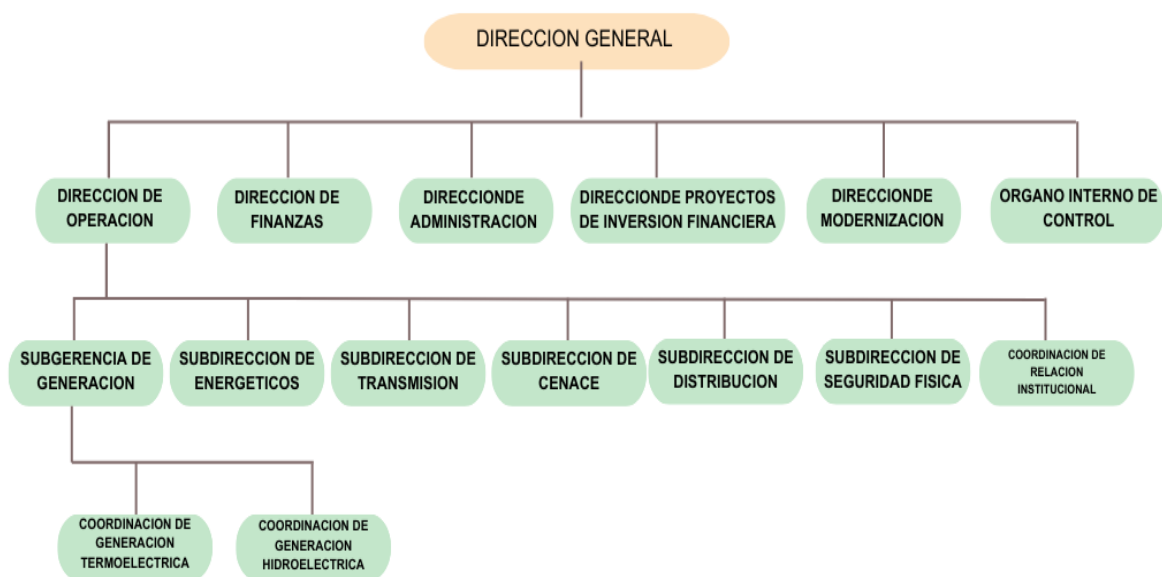 DIRECCION GENERAL
DIRECCION DE
OPERACION
DIRECCION DE
FINANZAS
DIRECCIONDE
ADMINISTRACION
DIRECCIONDE PROYECTOS
DE INVERSION FINANCIERA
DIRECCIONDE
MODERNIZACION
ORGANO INTERNO DE
CONTROL
SUBGERENCIA DE
GENERACION
SUBDIRECCION DE
ENERGETICOS
SUBDIRECCION DE
TRANSMISION
SUBDIRECCION DE
CENACE
SUBDIRECCION DE
DISTRIBUCION
SUBDIRECCION DE
SEGURIDAD FISICA
COORDINACION DE
RELACION
INSTITUCIONAL
COORDINACION DE
GENERACION
TERMOELECTRICA
COORDINACION DE
GENERACION
HIDROELECTRICA